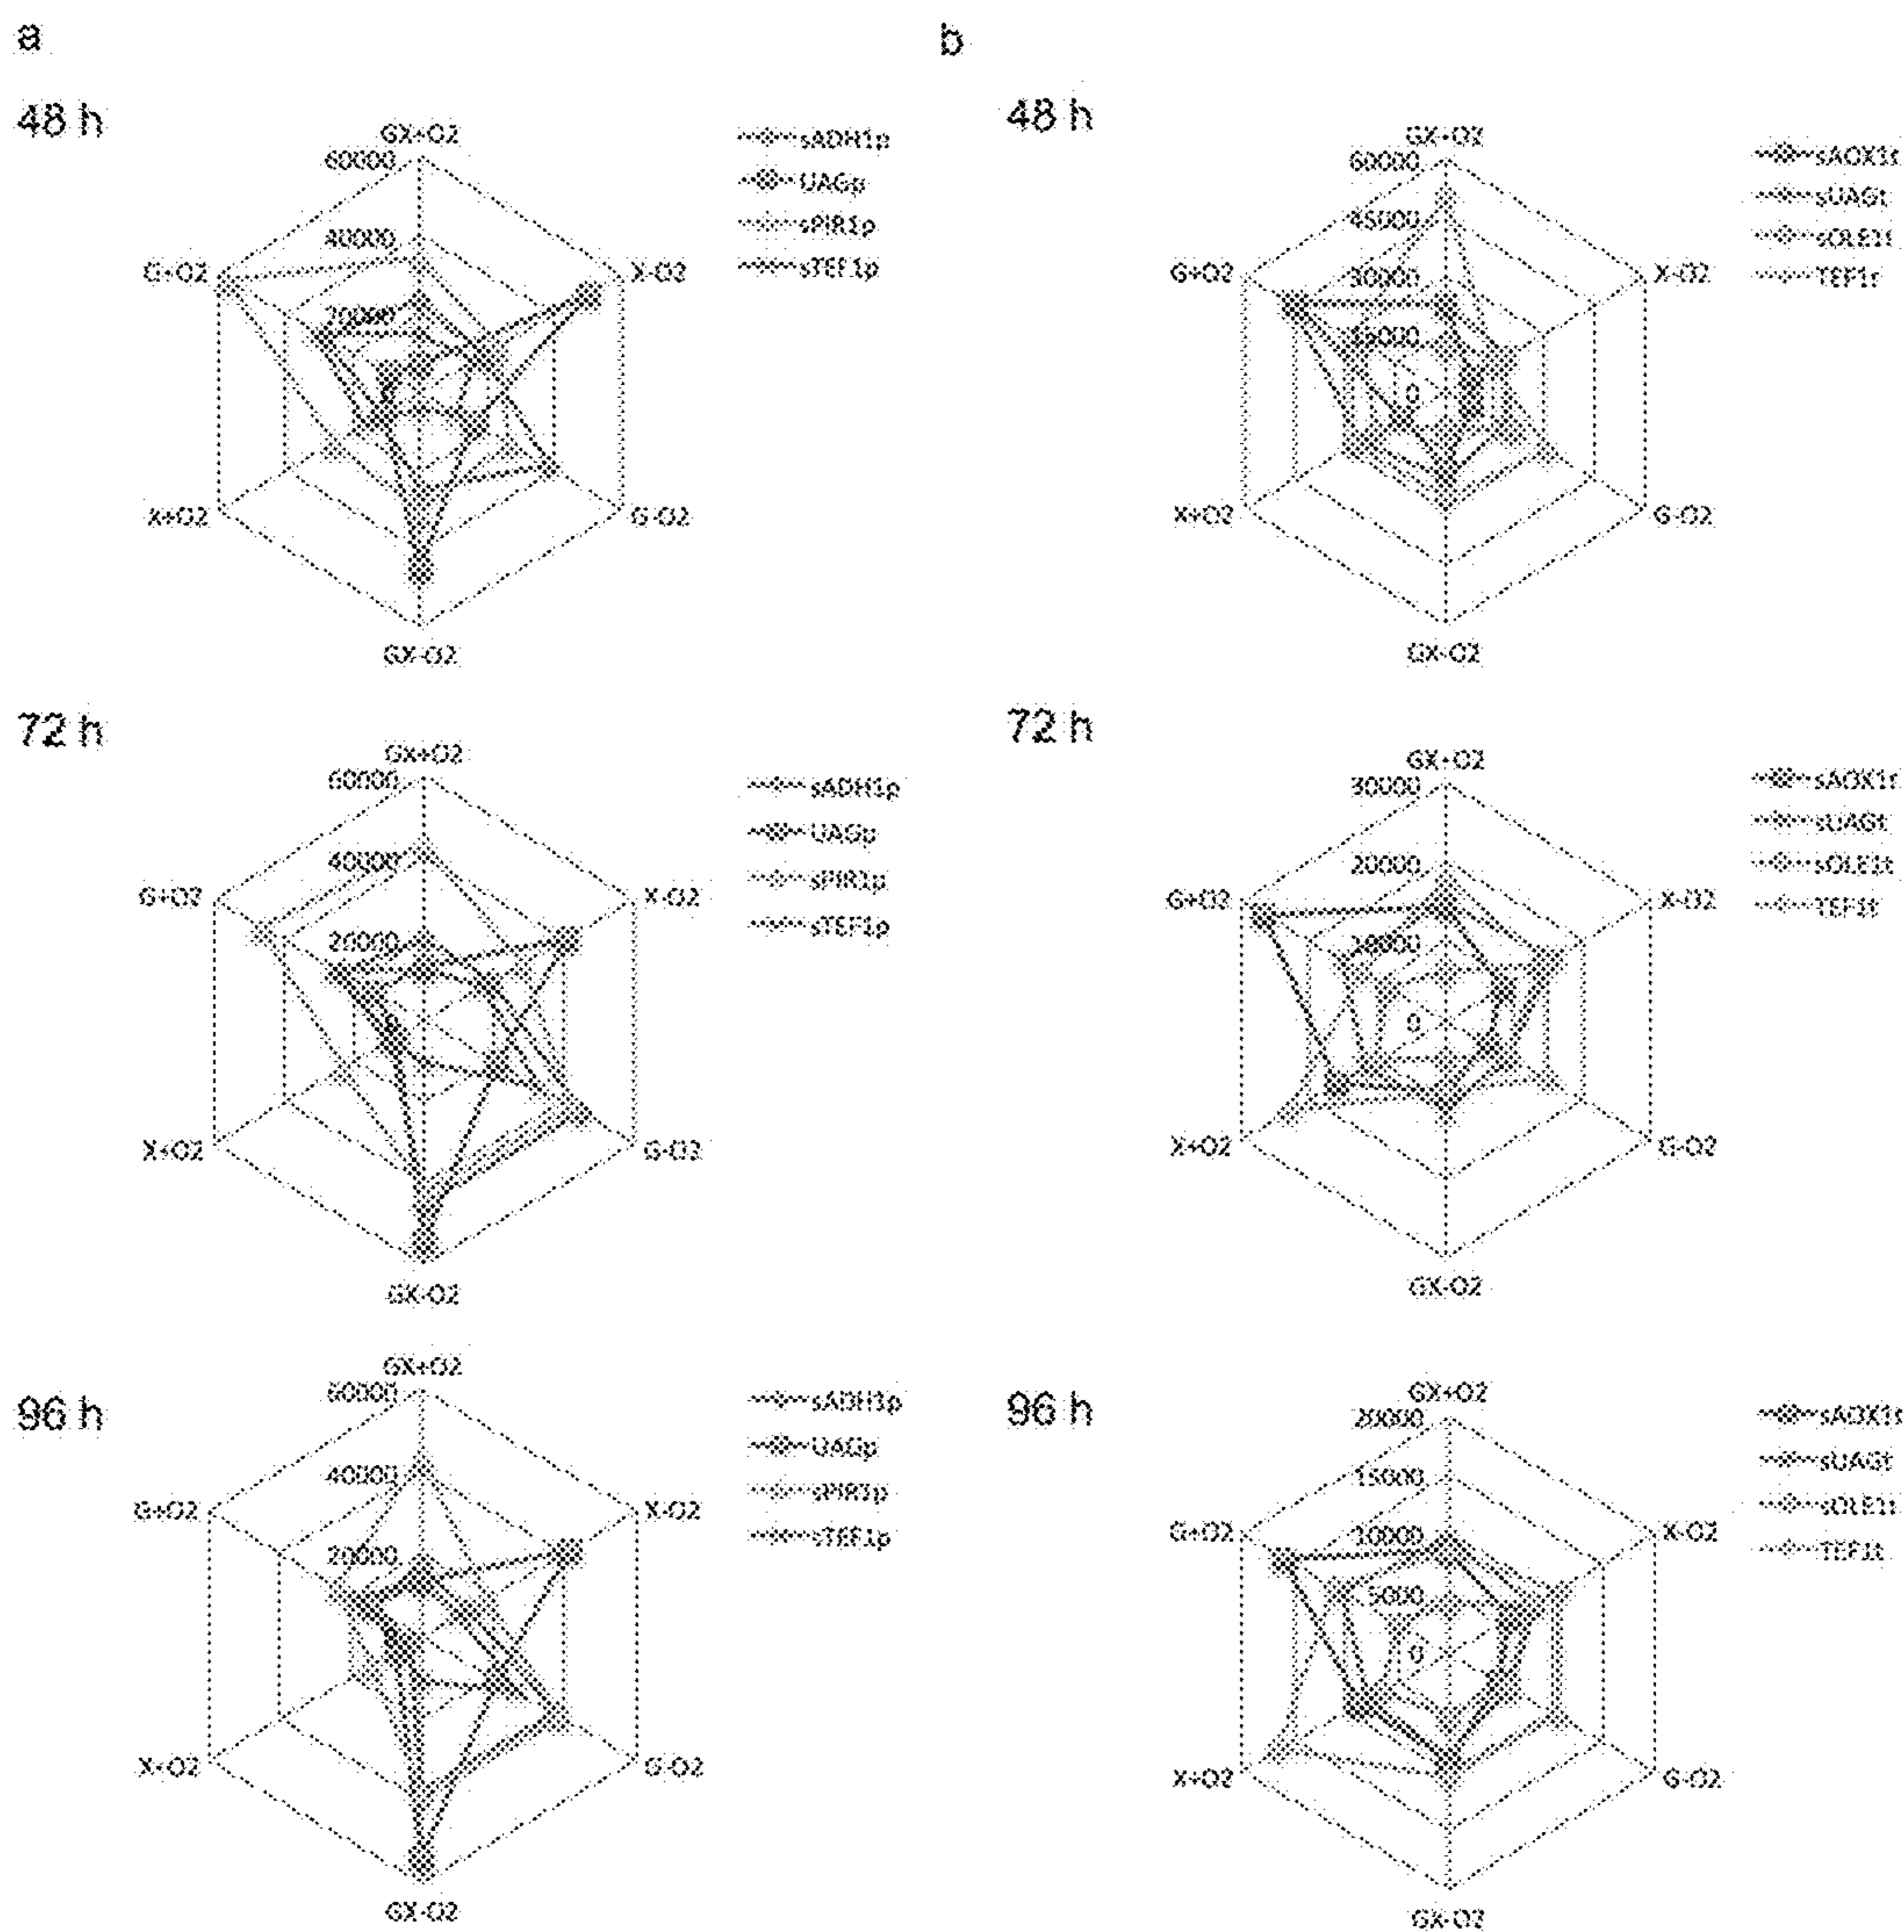 a
48 h
GX+O2
60000
40000
20000
0
G+O2
X-O2
X+O2
G-O2
GX-O2
sADH1p
UAGp
sPIR1p
sTEF1p
72 h
GX+O2
60000
40000
20000
0
G+O2
X-O2
X+O2
G-O2
GX-O2
sADH1p
UAGp
sPIR1p
sTEF1p
96 h
GX+O2
60000
40000
20000
G+O2
X-O2
X+O2
G-O2
GX-O2
sADH1p
UAGp
sPIR1p
sTEF1p
b
48 h
GX+O2
60000
45000
30000
15000
0
G+O2
X-O2
X+O2
G-O2
GX-O2
sAOX1t
sUAGt
sOLE1t
TEF1t
72 h
GX+O2
30000
20000
10000
0
G+O2
X-O2
X+O2
G-O2
GX-O2
sAOX1t
sUAGt
sOLE1t
TEF1t
96 h
GX+O2
20000
15000
10000
5000
0
G+O2
X-O2
X+O2
G-O2
GX-O2
sAOX1t
sUAGt
sOLE1t
TEF1t